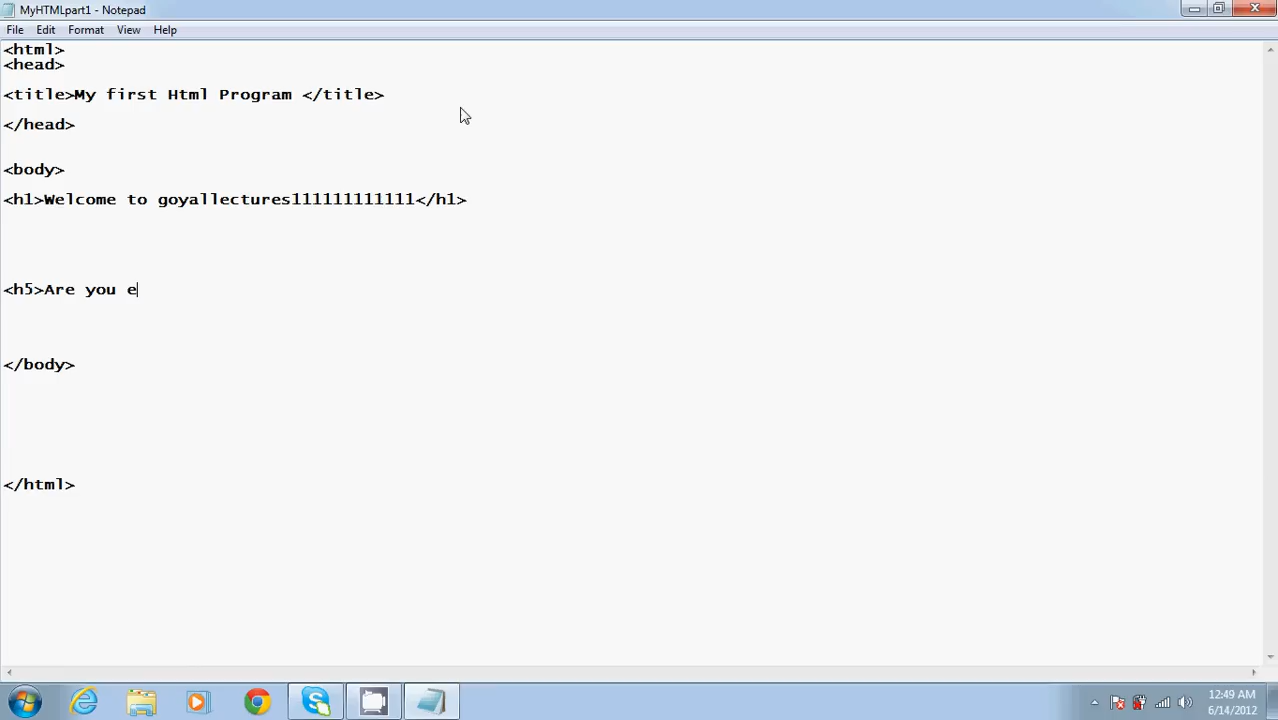 MyHTMLpart1 - Notepad
File Edit Format View Help
<html>
<head>
<title>My first Html Program </title>
</head>
<body>
<h1>Welcome to goyallectures111111111111</h1>
<h5>Are you e
</body>
</html>
12:49 AM
6/14/2012